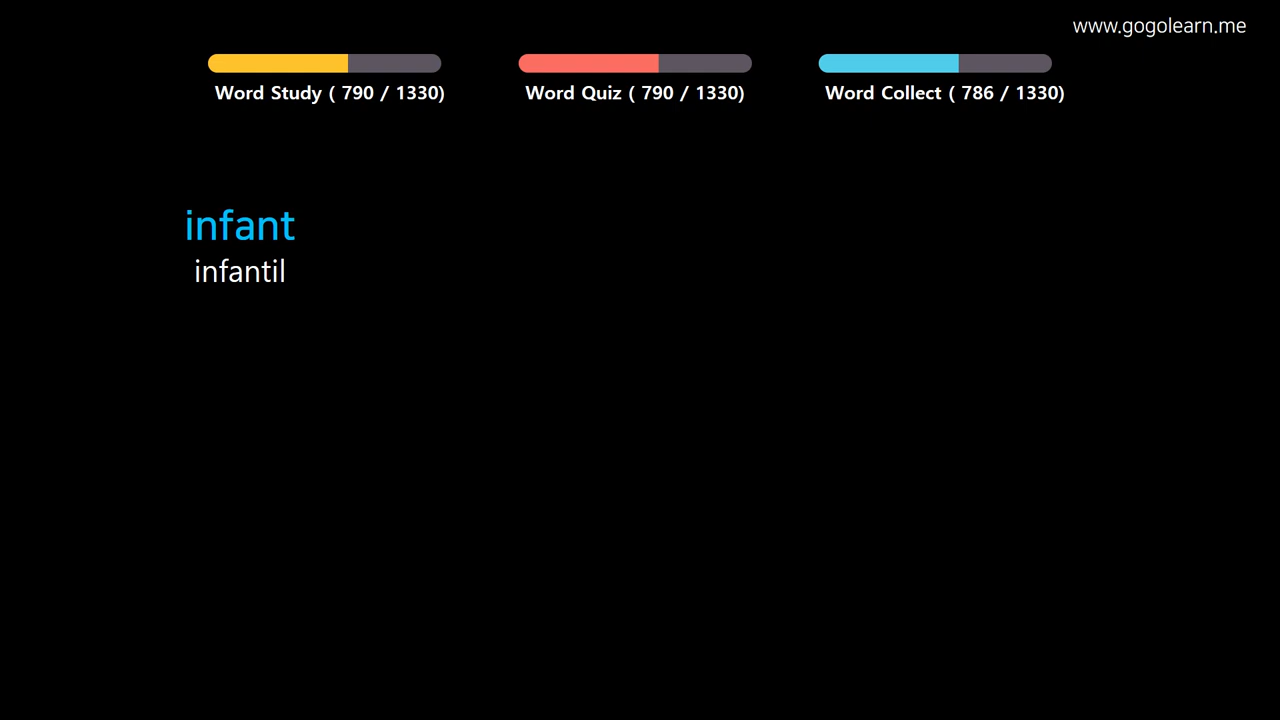 www.gogolearn.me
Word Study ( 790 / 1330)
Word Quiz ( 790 / 1330)
Word Collect ( 786 / 1330)
infant
infantil